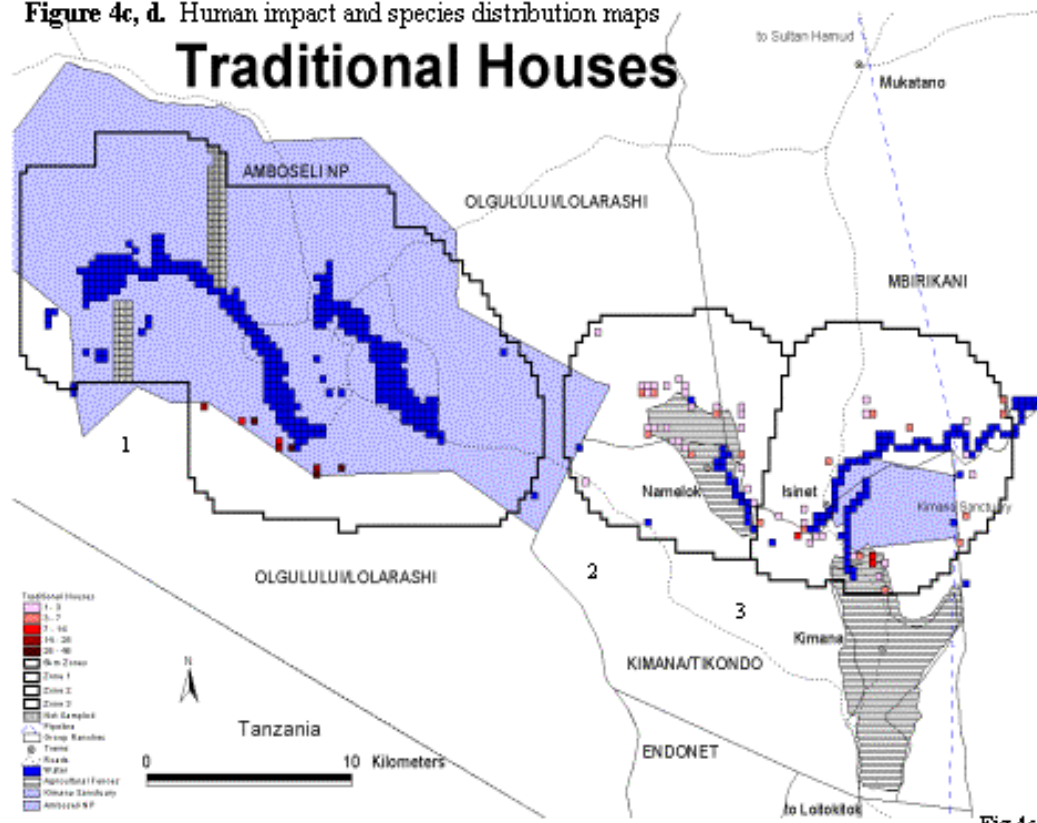 Figure 4c, d. Human impact and species distribution maps
Traditional Houses
to Sultan Hamud
Mukatano
AMBOSELI NP
OLGULULUI/LOLARASHI
MBIRIKANI
1
Namelok
Isinet
Kimana Sanctuary
OLGULULUI/LOLARASHI
2
3
Kimana
KIMANA/TIKONDO
Traditional Houses
1 - 3
3 - 7
7 - 14
14 - 28
28 - 48
6km Zones
Zone 1
Zone 2
Zone 3
Not Sampled
Pipeline
Group Ranches
Towns
Roads
Water
Agricultural Fences
Kimana Sanctuary
Amboseli NP
N
Tanzania
0 10 Kilometers
ENDONET
to Loitokitok